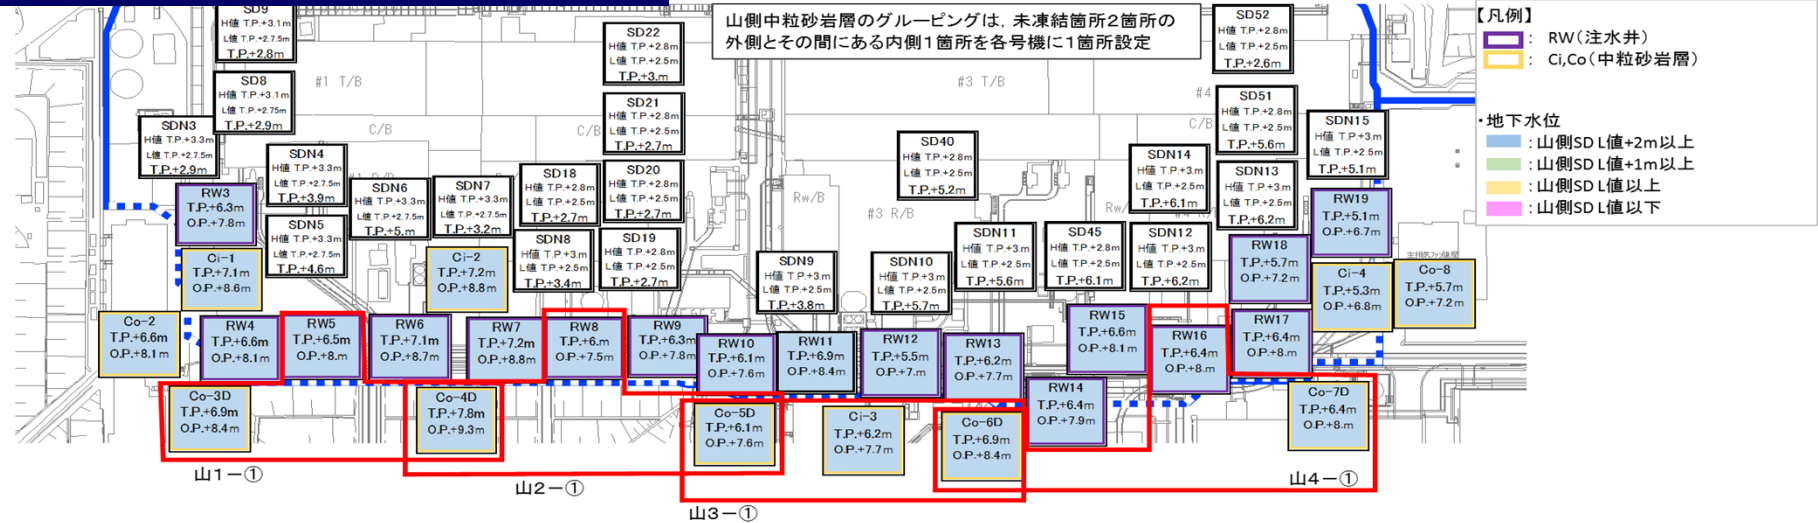 山側中粒砂岩層のグルーピングは，未凍結箇所２箇所の
外側とその間にある内側１箇所を各号機に１箇所設定
【凡例】
： RW(注水井)
： Ci,Co(中粒砂岩層)
・地下水位
：山側SD L値+2m以上
：山側SD L値+1m以上
：山側SD L値以上
：山側SD L値以下
SD9
H値 T.P.+3.1m
L値 T.P.+2.7.5m
T.P.+2.8m
SD8
H値 T.P.+3.1m
L値 T.P.+2.75m
T.P.+2.9m
SDN3
H値 T.P.+3.3m
L値 T.P.+2.7.5m
T.P.+2.9m
SDN4
H値 T.P.+3.3m
L値 T.P.+2.75m
T.P.+3.9m
SDN5
H値 T.P.+3.3m
L値 T.P.+2.75m
T.P.+4.6m
SDN6
H値 T.P.+3.3m
L値 T.P.+2.75m
T.P.+5.m
SDN7
H値 T.P.+3.3m
L値 T.P.+2.75m
T.P.+3.2m
SD18
H値 T.P.+2.8m
L値 T.P.+2.5m
T.P.+2.7m
SDN8
H値 T.P.+3.m
L値 T.P.+2.5m
T.P.+3.4m
SD22
H値 T.P.+2.8m
L値 T.P.+2.5m
T.P.+3.m
SD21
H値 T.P.+2.8m
L値 T.P.+2.5m
T.P.+2.7m
SD20
H値 T.P.+2.8m
L値 T.P.+2.5m
T.P.+2.7m
SD19
H値 T.P.+2.8m
L値 T.P.+2.5m
T.P.+2.7m
SDN9
H値 T.P.+3.m
L値 T.P.+2.5m
T.P.+3.8m
SD40
H値 T.P.+2.8m
L値 T.P.+2.5m
T.P.+5.2m
SDN10
H値 T.P.+3.m
L値 T.P.+2.5m
T.P.+5.7m
SDN11
H値 T.P.+3.m
L値 T.P.+2.5m
T.P.+5.6m
SD45
H値 T.P.+2.8m
L値 T.P.+2.5m
T.P.+6.1m
SDN12
H値 T.P.+3.m
L値 T.P.+2.5m
T.P.+6.2m
SDN14
H値 T.P.+3.m
L値 T.P.+2.5m
T.P.+6.1m
SD52
H値 T.P.+2.8m
L値 T.P.+2.5m
T.P.+2.6m
SD51
H値 T.P.+2.8m
L値 T.P.+2.5m
T.P.+5.6m
SDN13
H値 T.P.+3.m
L値 T.P.+2.5m
T.P.+6.2m
SDN15
H値 T.P.+3.m
L値 T.P.+2.5m
T.P.+5.1m
#1 T/B
C/B
C/B
#3 T/B
Rw/B
#3 R/B
#4
C/B
RW3
T.P.+6.3m
O.P.+7.8m
Ci-1
T.P.+7.1m
O.P.+8.6m
Ci-2
T.P.+7.2m
O.P.+8.8m
Co-2
T.P.+6.6m
O.P.+8.1m
RW4
T.P.+6.6m
O.P.+8.1m
RW5
T.P.+6.5m
O.P.+8.m
RW6
T.P.+7.1m
O.P.+8.7m
RW7
T.P.+7.2m
O.P.+8.8m
RW8
T.P.+6.m
O.P.+7.5m
RW9
T.P.+6.3m
O.P.+7.8m
RW10
T.P.+6.1m
O.P.+7.6m
RW11
T.P.+6.9m
O.P.+8.4m
RW12
T.P.+5.5m
O.P.+7.m
RW13
T.P.+6.2m
O.P.+7.7m
RW14
T.P.+6.4m
O.P.+7.9m
RW15
T.P.+6.6m
O.P.+8.1m
RW16
T.P.+6.4m
O.P.+8.m
RW17
T.P.+6.4m
O.P.+8.m
RW18
T.P.+5.7m
O.P.+7.2m
RW19
T.P.+5.1m
O.P.+6.7m
Ci-4
T.P.+5.3m
O.P.+6.8m
Co-8
T.P.+5.7m
O.P.+7.2m
Co-3D
T.P.+6.9m
O.P.+8.4m
Co-4D
T.P.+7.8m
O.P.+9.3m
Co-5D
T.P.+6.1m
O.P.+7.6m
Ci-3
T.P.+6.2m
O.P.+7.7m
Co-6D
T.P.+6.9m
O.P.+8.4m
Co-7D
T.P.+6.4m
O.P.+8.m
山１－①
山２－①
山３－①
山４－①